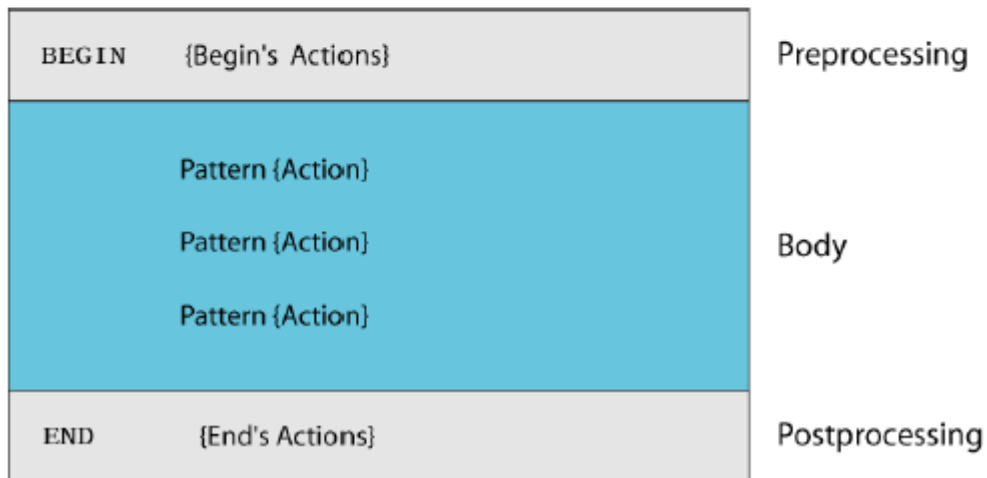 BEGIN {Begin's Actions} Preprocessing
Pattern {Action}
Pattern {Action}
Body
Pattern {Action}
END {End's Actions} Postprocessing